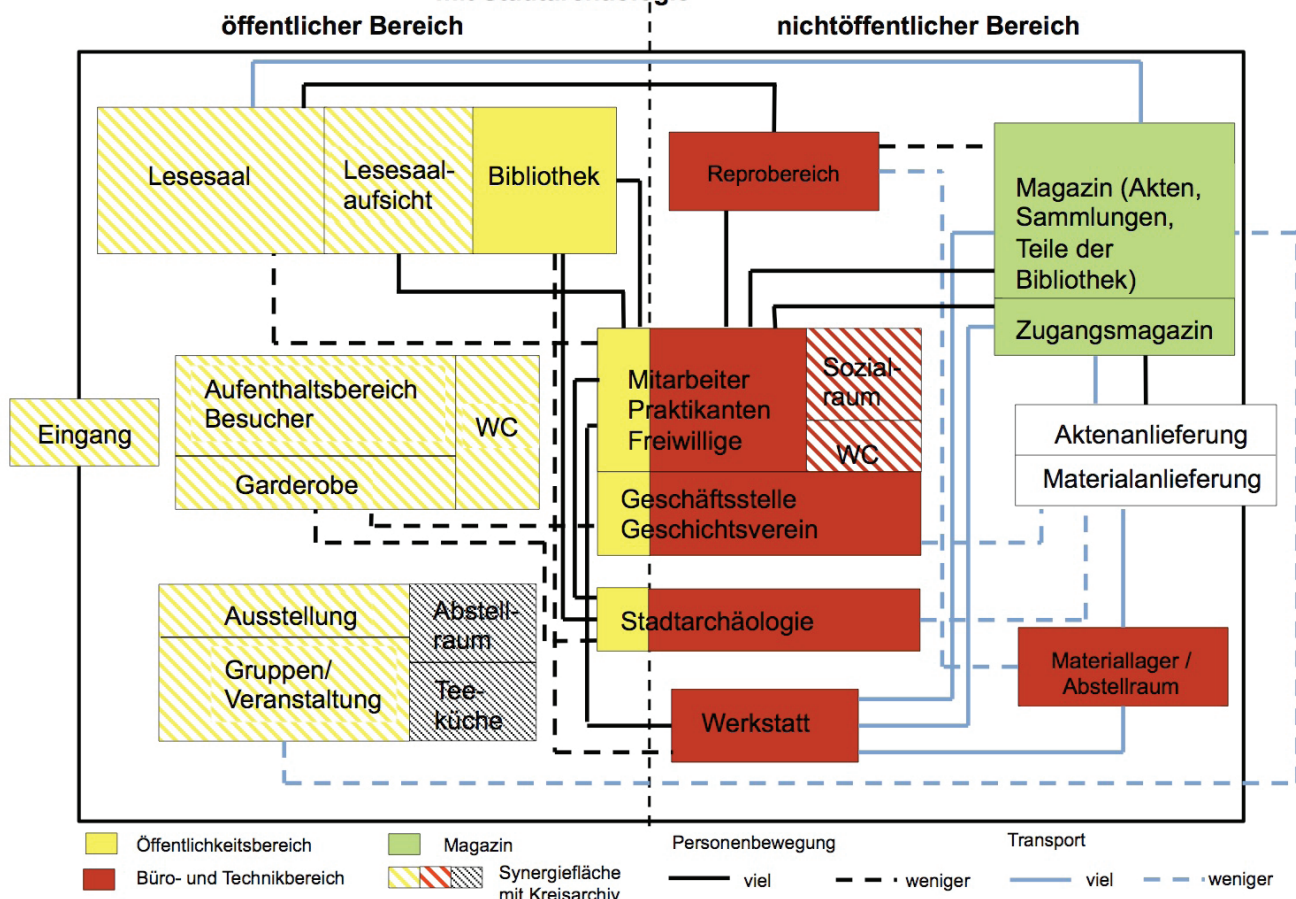 mit Stadtarchäologie
öffentlicher Bereich
nichtöffentlicher Bereich
Lesesaal
Lesesaal-
aufsicht
Bibliothek
Reprobereich
Magazin (Akten,
Sammlungen,
Teile der
Bibliothek)
Zugangsmagazin
Eingang
Aufenthaltsbereich
Besucher
WC
Garderobe
Mitarbeiter
Praktikanten
Freiwillige
Sozial-
raum
WC
Geschäftsstelle
Geschichtsverein
Aktenanlieferung
Materialanlieferung
Ausstellung
Gruppen/
Veranstaltung
Abstell-
raum
Tee-
küche
Stadtarchäologie
Werkstatt
Materiallager /
Abstellraum
Öffentlichkeitsbereich
Büro- und Technikbereich
Magazin
Synergiefläche
mit Kreisarchiv
Personenbewegung
viel
weniger
Transport
viel
weniger